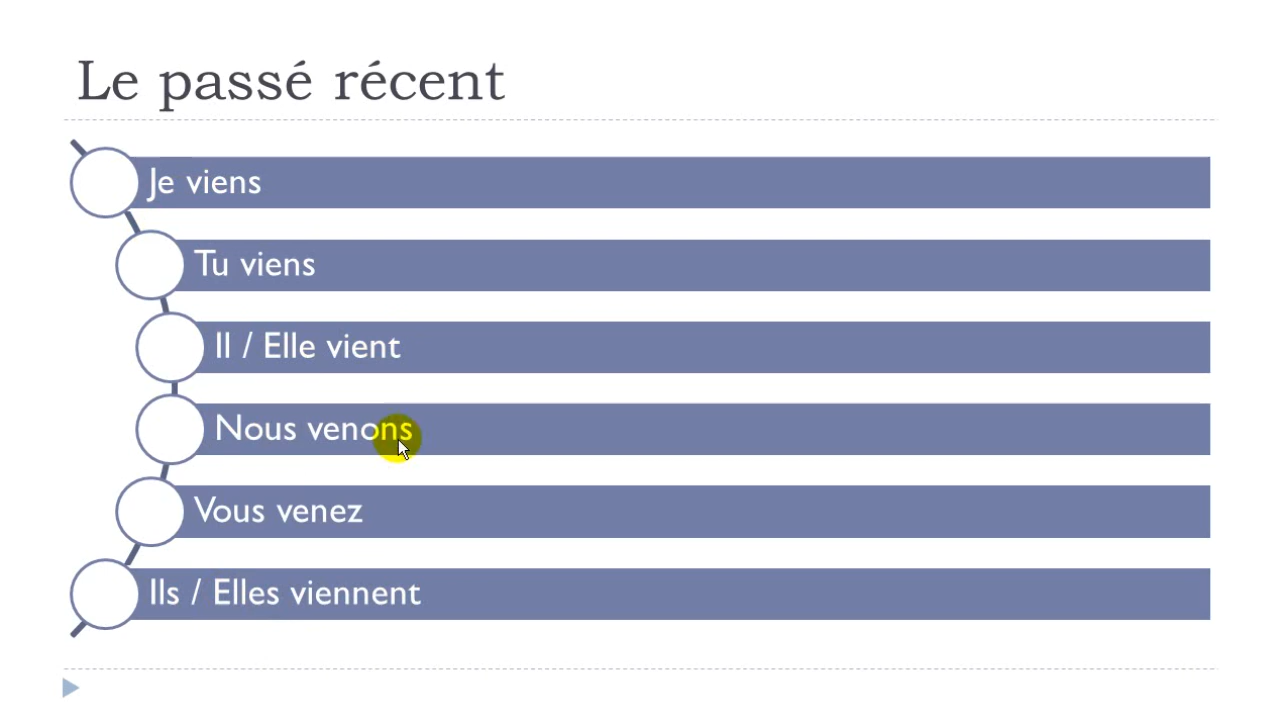 Le passé récent
Je viens
Tu viens
Il / Elle vient
Nous venons
Vous venez
Ils / Elles viennent